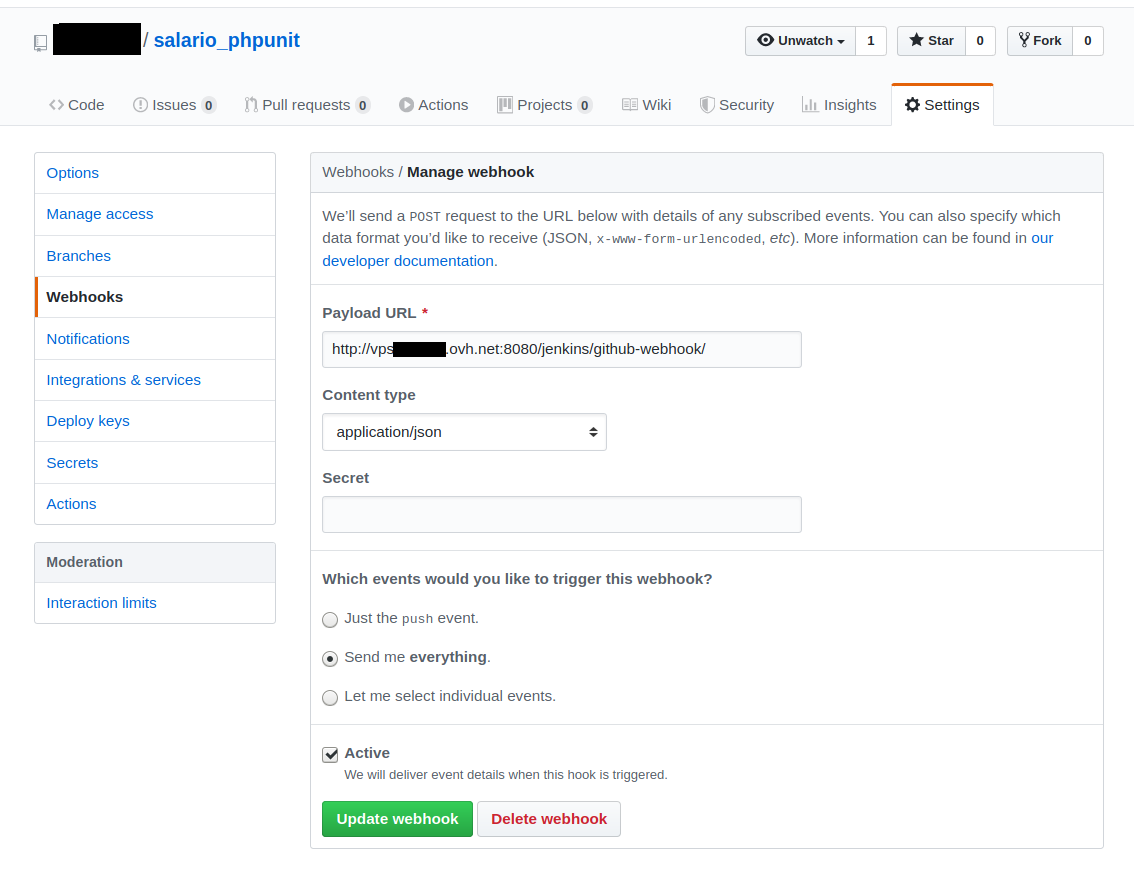 / salario_phpunit
Unwatch 1 Star 0 Fork 0
Code Issues 0 Pull requests 0 Actions Projects 0 Wiki Security Insights Settings
Options
Manage access
Branches
Webhooks
Notifications
Integrations & services
Deploy keys
Secrets
Actions
Moderation
Interaction limits
Webhooks / Manage webhook
We’ll send a POST request to the URL below with details of any subscribed events. You can also specify which
data format you’d like to receive (JSON, x-www-form-urlencoded, etc). More information can be found in our
developer documentation.
Payload URL *
http://vps .ovh.net:8080/jenkins/github-webhook/
Content type
application/json
Secret
Which events would you like to trigger this webhook?
Just the push event.
Send me everything.
Let me select individual events.
Active
We will deliver event details when this hook is triggered.
Update webhook Delete webhook